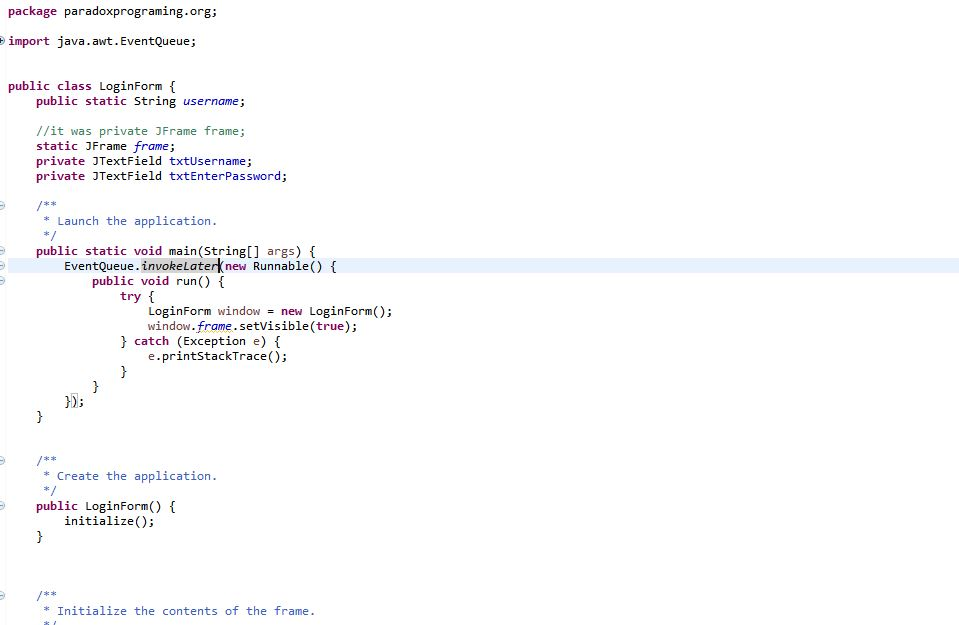 package paradoxprograming.org;
import java.awt.EventQueue;
public class LoginForm {
public static String username;
//it was private JFrame frame;
static JFrame frame;
private JTextField txtUsername;
private JTextField txtEnterPassword;
/**
* Launch the application.
*/
public static void main(String[] args) {
EventQueue.invokeLater(new Runnable() {
public void run() {
try {
LoginForm window = new LoginForm();
window.frame.setVisible(true);
} catch (Exception e) {
e.printStackTrace();
}
}
});
}
/**
* Create the application.
*/
public LoginForm() {
initialize();
}
/**
* Initialize the contents of the frame.
*/